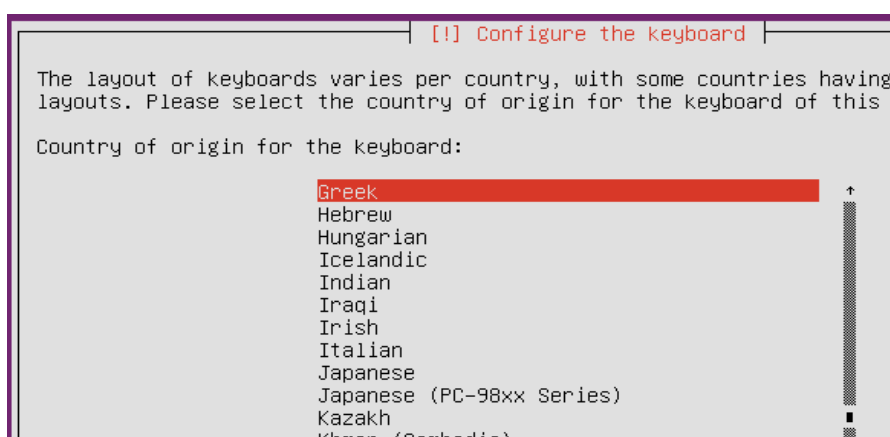 [!] Configure the keyboard
The layout of keyboards varies per country, with some countries having
layouts. Please select the country of origin for the keyboard of this
Country of origin for the keyboard:
Greek
Hebrew
Hungarian
Icelandic
Indian
Iraqi
Irish
Italian
Japanese
Japanese (PC-98xx Series)
Kazakh
Khmer (Cambodia)